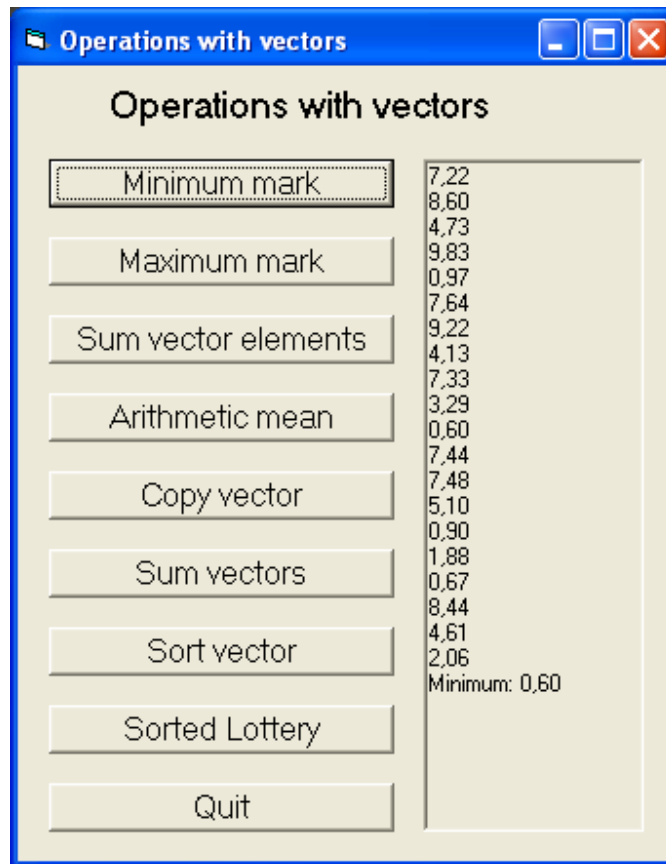 Operations with vectors
Operations with vectors
Minimum mark
Maximum mark
Sum vector elements
Arithmetic mean
Copy vector
Sum vectors
Sort vector
Sorted Lottery
Quit
7,22
8,60
4,73
9,83
0,97
7,64
9,22
4,13
7,33
3,29
0,60
7,44
7,48
5,10
0,90
1,88
0,67
8,44
4,61
2,06
Minimum: 0,60